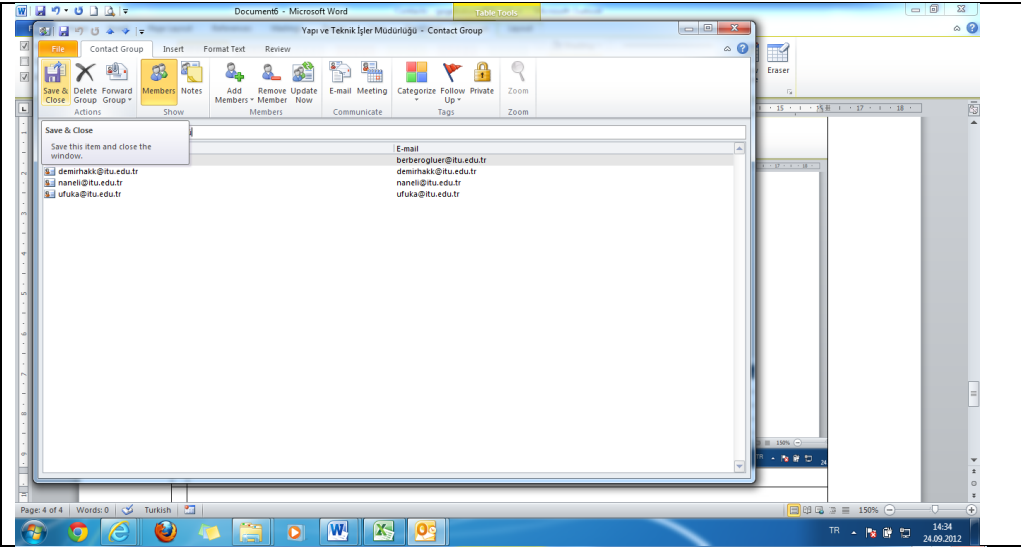 Document6 - Microsoft Word
Table Tools
Yapı ve Teknik İşler Müdürlüğü - Contact Group
File Contact Group Insert Format Text Review
Save & Close
Delete Group
Forward Group
Members
Notes
Add Members
Remove Member
Update Now
E-mail
Meeting
Categorize
Follow Up
Private
Zoom
Eraser
Actions Show Members Communicate Tags Zoom
Save & Close
Save this item and close the
window.
E-mail
berberogluer@itu.edu.tr
demirhakk@itu.edu.tr demirhakk@itu.edu.tr
naneli@itu.edu.tr naneli@itu.edu.tr
ufuka@itu.edu.tr ufuka@itu.edu.tr
15 17 18
150%
24
Page: 4 of 4 Words: 0 Turkish 150%
TR 14:34
24.09.2012